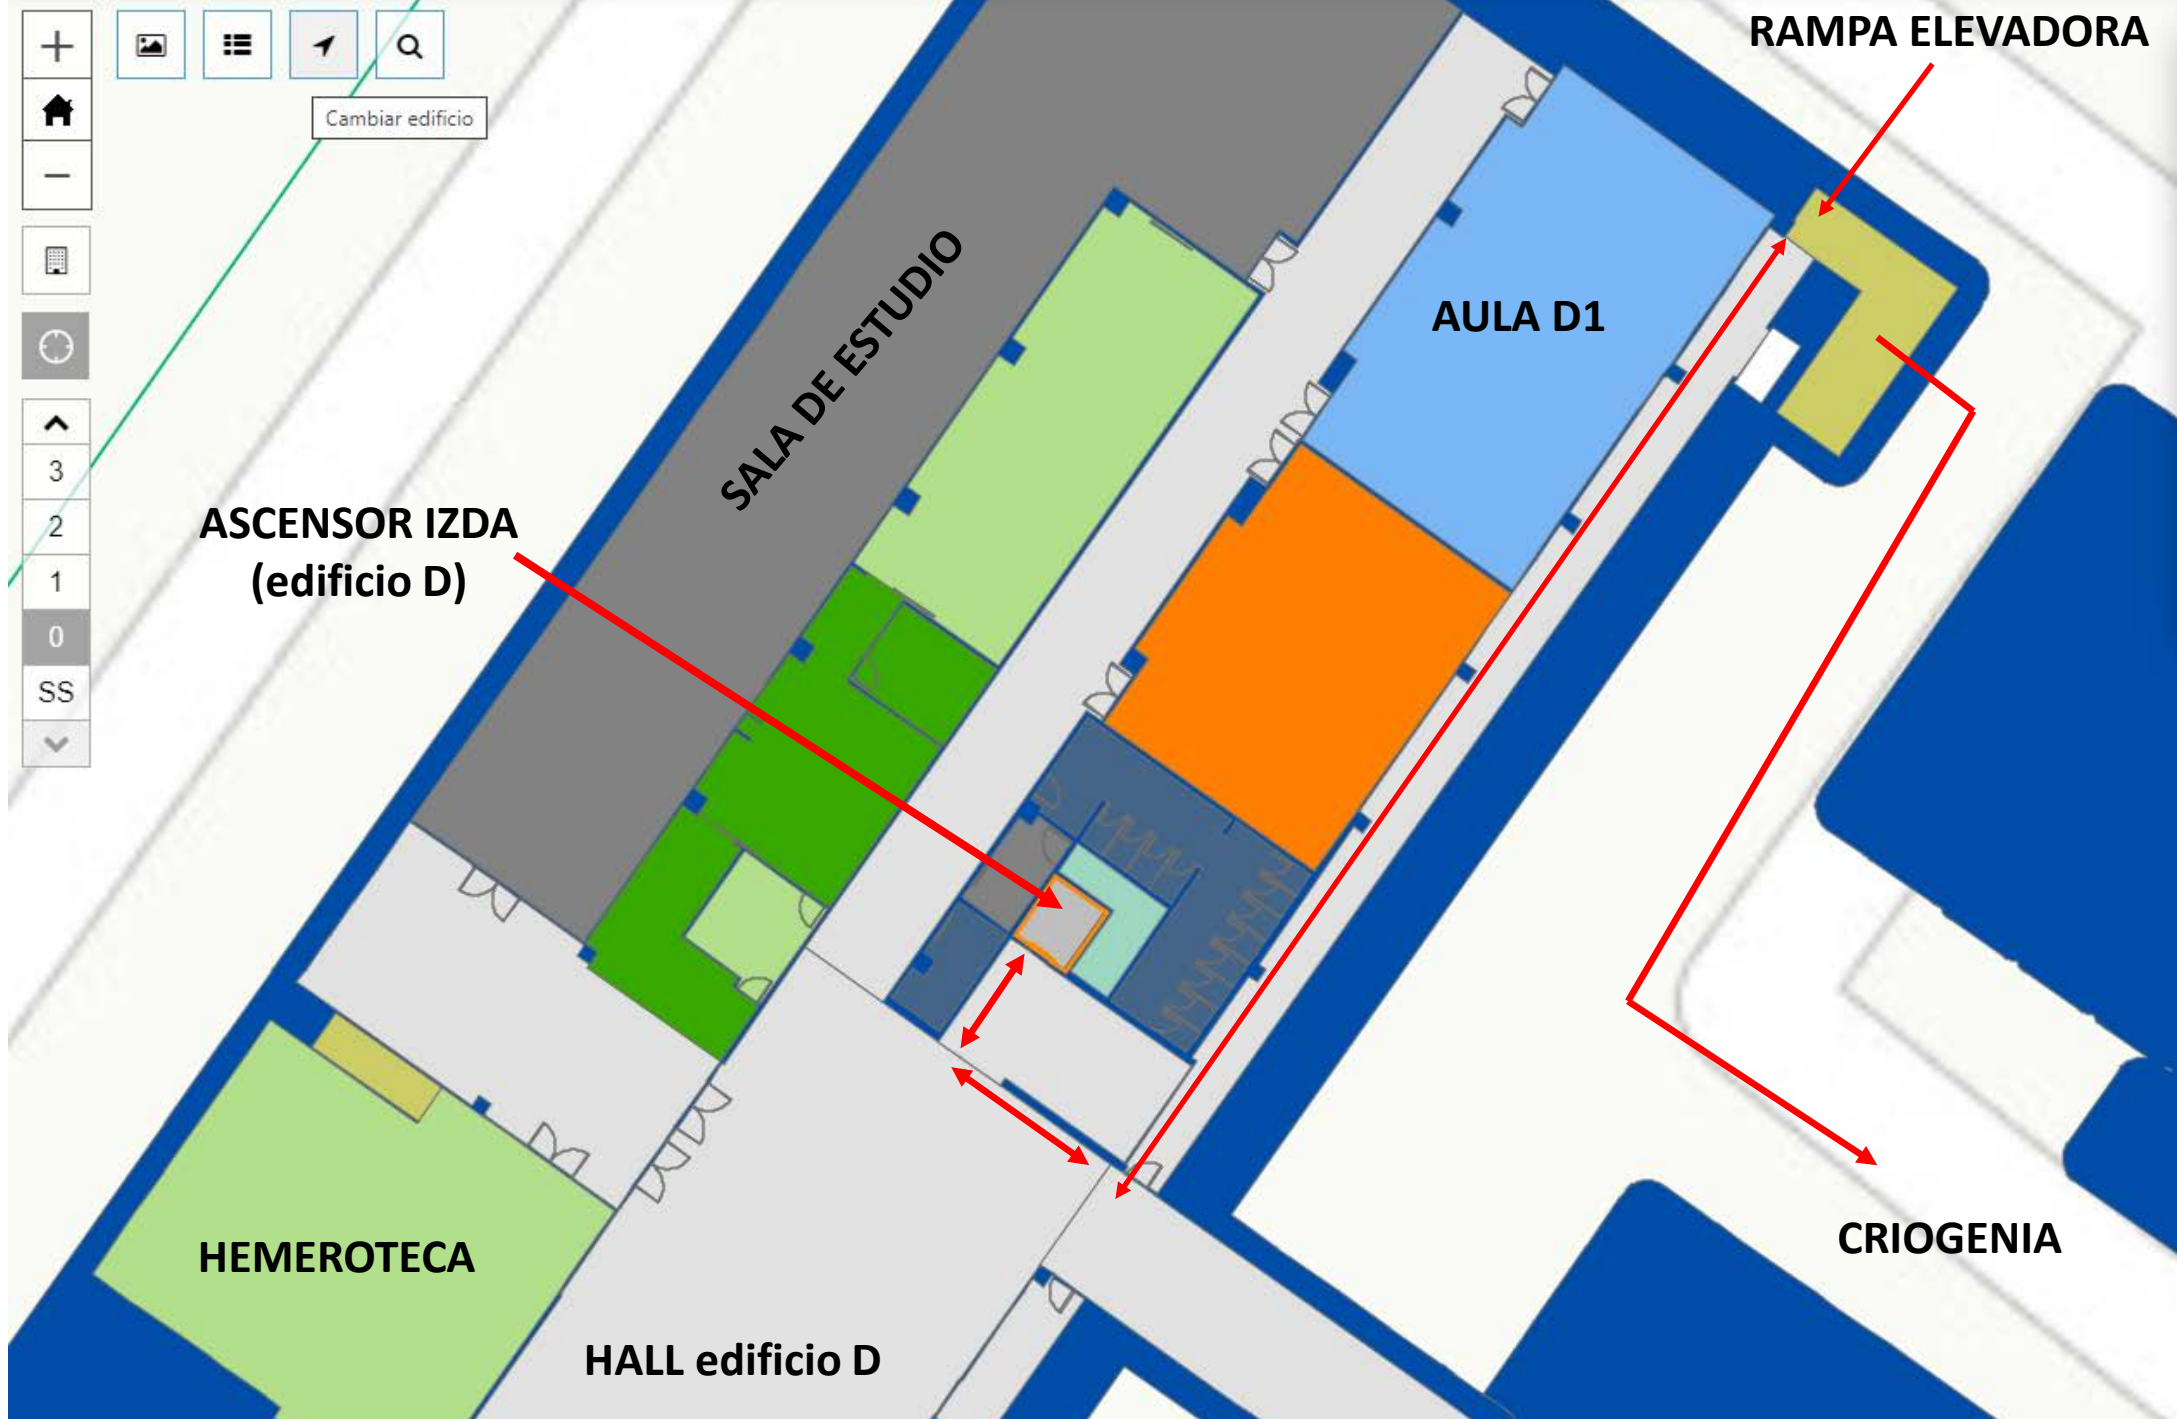 RAMPA ELEVADORA
Cambiar edificio
SALA DE ESTUDIO
AULA D1
3
2
1
0
SS
ASCENSOR IZDA
(edificio D)
HEMEROTECA
CRIOGENIA
HALL edificio D